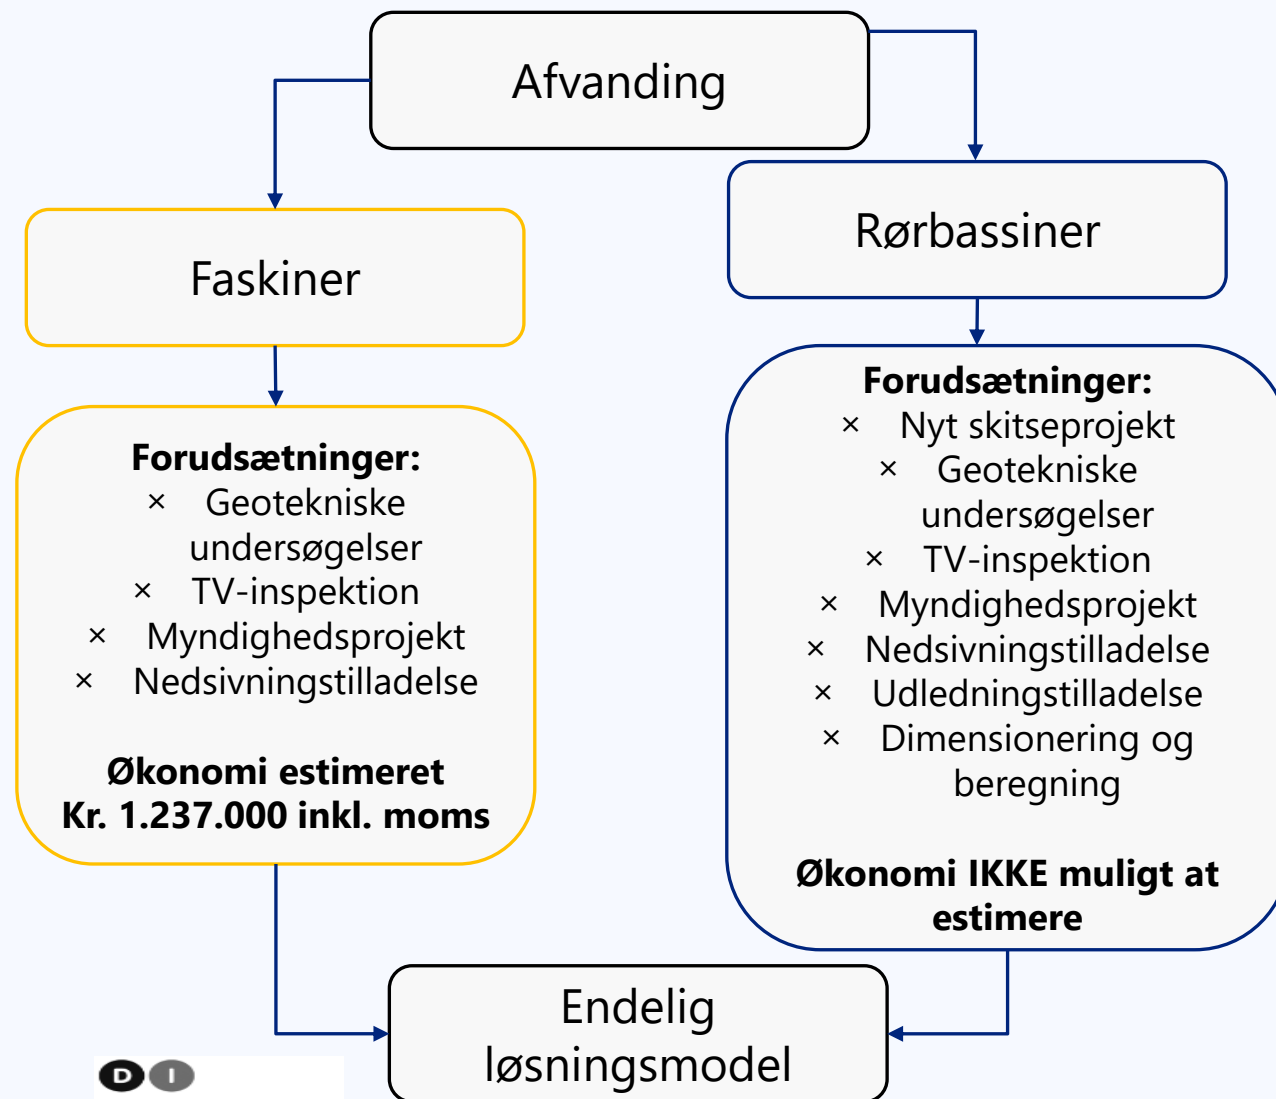 Afvanding
Faskiner
Forudsætninger:
× Geotekniske
undersøgelser
× TV-inspektion
× Myndighedsprojekt
× Nedsivningstilladelse
Økonomi estimeret
Kr. 1.237.000 inkl. moms
Rørbassiner
Forudsætninger:
× Nyt skitseprojekt
× Geotekniske
undersøgelser
× TV-inspektion
× Myndighedsprojekt
× Nedsivningstilladelse
× Udledningstilladelse
× Dimensionering og
beregning
Økonomi IKKE muligt at
estimere
Endelig
løsningsmodel
D I